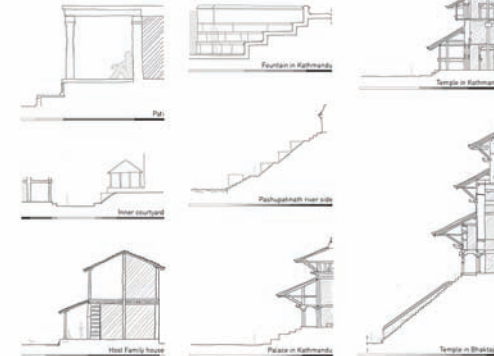 Pati
Fountain in Kathmandu
Temple in Kathman
Inner courtyard
Pashupatinath river side
Host Family house
Palace in Kathmandu
Temple in Bhakta